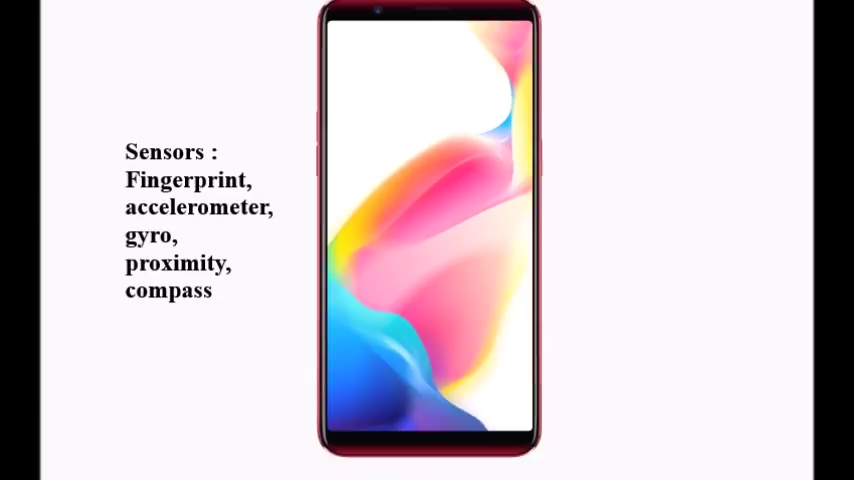 Sensors :
Fingerprint,
accelerometer,
gyro,
proximity,
compass